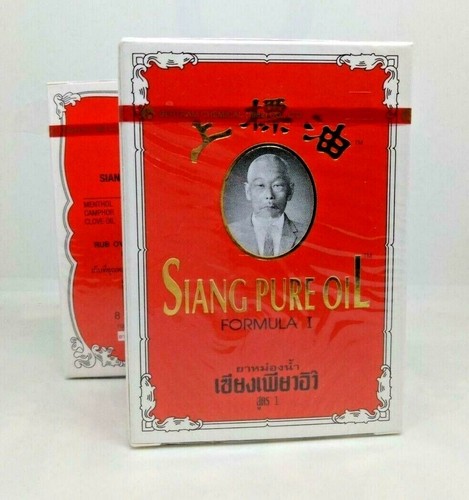 上標油
SIANG PURE OIL
FORMULA I
ยาหม่องน้ำ
เซียงเพียวอิ๊ว
สูตร 1
SIAN
MENTHOL
CAMPHOR
CLOVE OIL,
RUB O
8